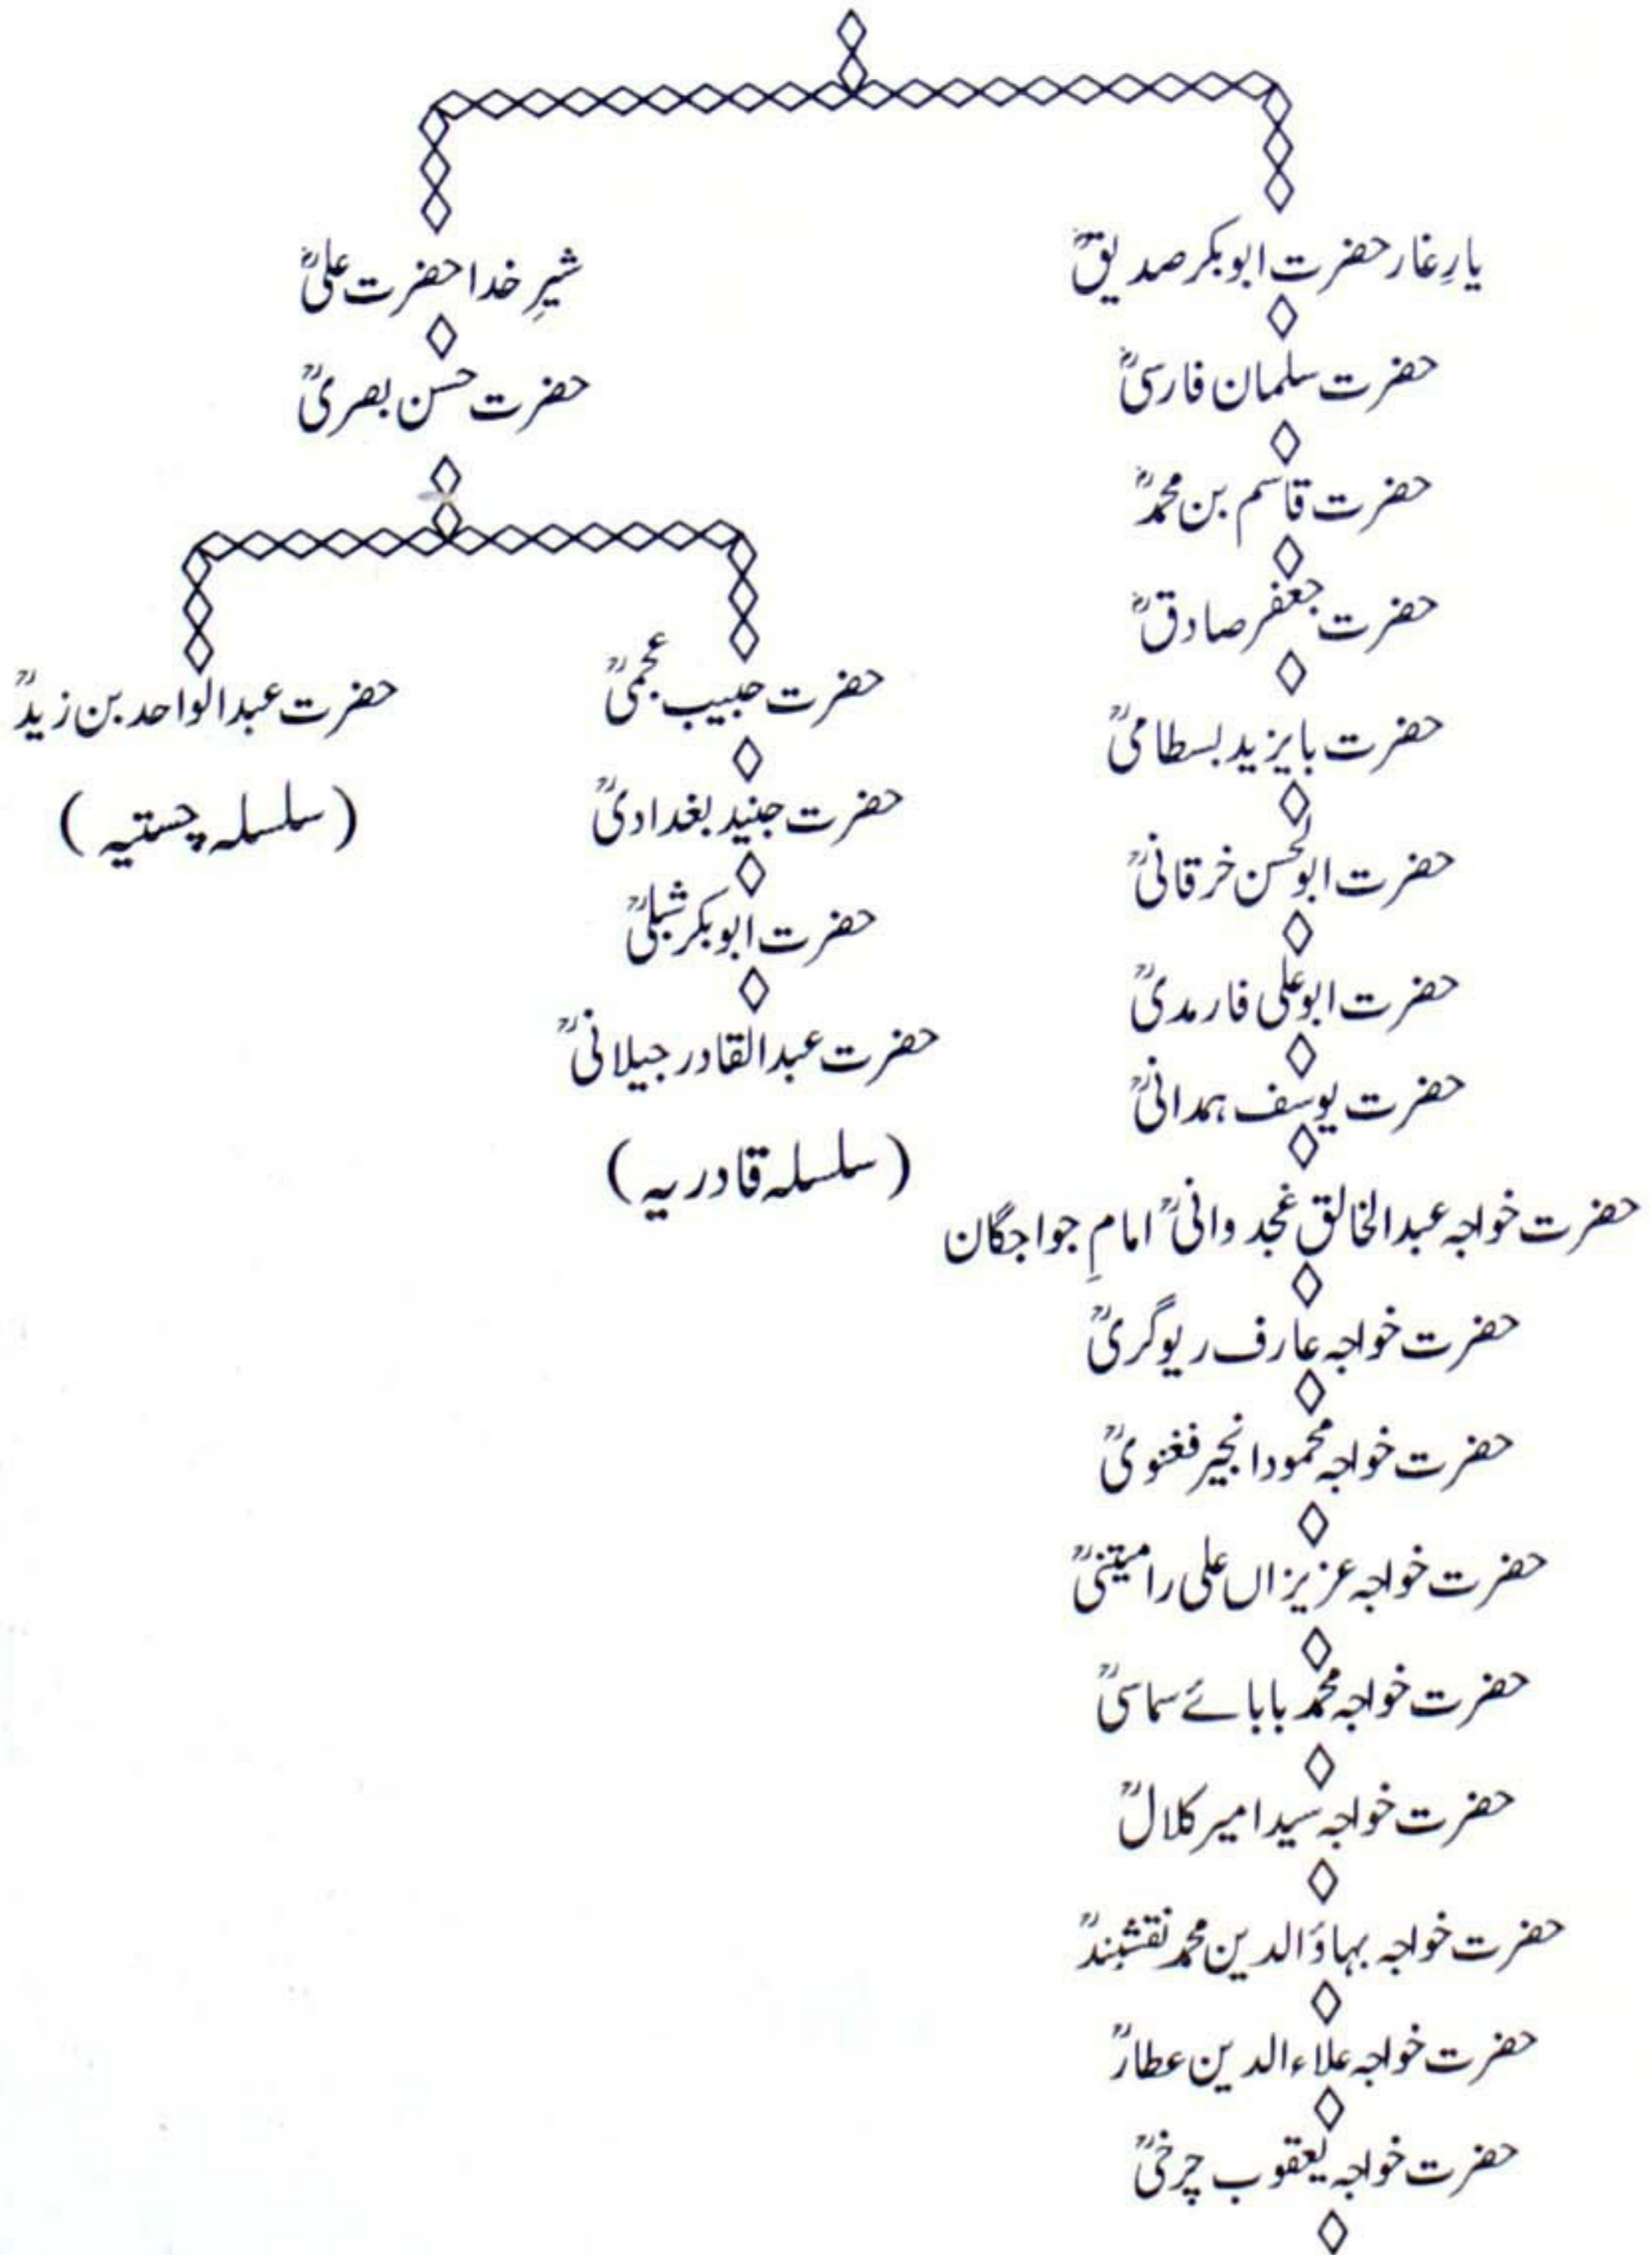 یارِ غار حضرت ابوبکر صدیقؓ
حضرت سلمان فارسیؓ
حضرت قاسم بن محمدؓ
حضرت جعفر صادقؓ
حضرت بایزید بسطامیؒ
حضرت ابوالحسن خرقانیؒ
حضرت ابوعلی فارمدیؒ
حضرت یوسف ہمدانیؒ
حضرت خواجہ عبدالخالق غجدوانیؒ امامِ جواجگان
حضرت خواجہ عارف ریوگریؒ
حضرت خواجہ محمود انجیر فغنویؒ
حضرت خواجہ عزیزاں علی رامیتنیؒ
حضرت خواجہ محمد بابائے سماسیؒ
حضرت خواجہ سید امیر کلالؒ
حضرت خواجہ بہاؤالدین محمد نقشبندؒ
حضرت خواجہ علاءالدین عطارؒ
حضرت خواجہ یعقوب چرخیؒ
شیرِ خدا حضرت علیؓ
حضرت حسن بصریؒ
حضرت حبیب عجمیؒ
حضرت جنید بغدادیؒ
حضرت ابوبکر شبلیؒ
حضرت عبدالقادر جیلانیؒ
(سلسلہ قادریہ)
حضرت عبدالواحد بن زیدؒ
(سلسلہ چستیہ)